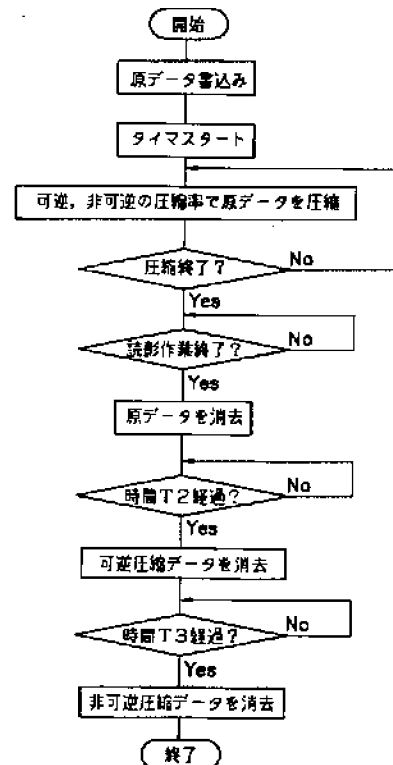 開始
原データ書込み
タイマスタート
可逆,非可逆の圧縮率で原データを圧縮
圧縮終了?
No
Yes
読影作業終了?
No
Yes
原データを消去
時間T2経過?
No
Yes
可逆圧縮データを消去
時間T3経過?
No
Yes
非可逆圧縮データを消去
終了